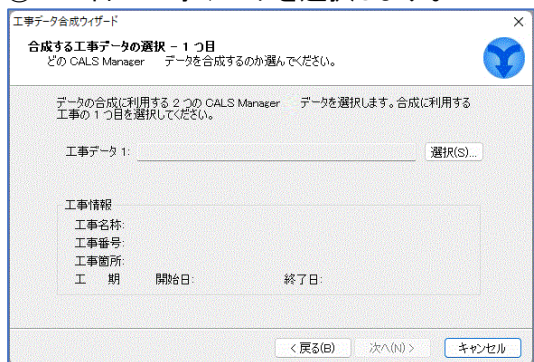 工事データ合成ウィザード
合成する工事データの選択 － 1つ目
どの CALS Manager データを合成するのか選んでください。
データの合成に利用する 2 つの CALS Manager データを選択します。合成に利用する
工事の 1 つ目を選択してください。
工事データ 1: 選択(S)...
工事情報
工事名称:
工事番号:
工事箇所:
工 期 開始日: 終了日:
< 戻る(B) 次へ(N) > キャンセル